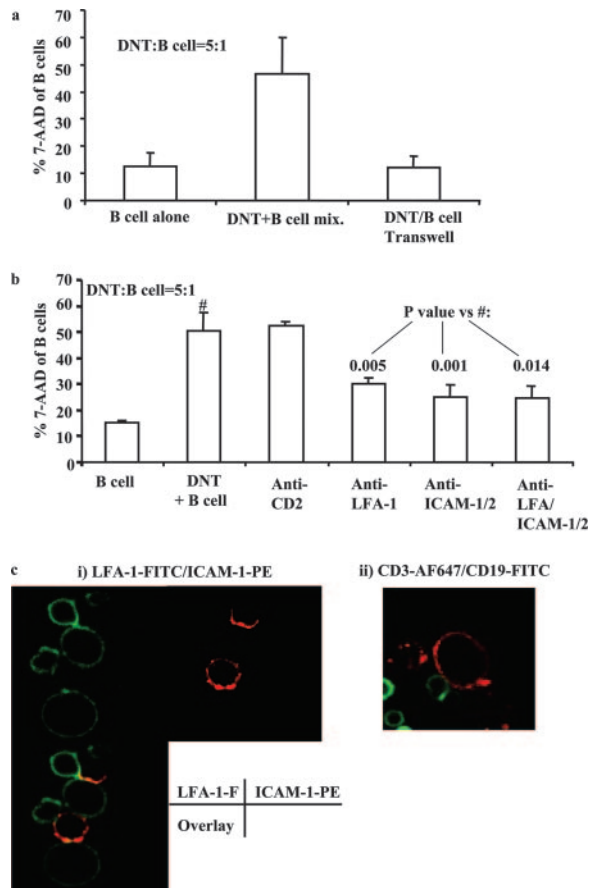 a
DNT:B cell=5:1
% 7-AAD of B cells
70
60
50
40
30
20
10
0
B cell alone
DNT+B cell mix.
DNT/B cell
Transwell
b
DNT:B cell=5:1
% 7-AAD of B cells
70
60
50
40
30
20
10
0
#
P value vs #:
0.005
0.001
0.014
B cell
DNT
+ B cell
Anti-
CD2
Anti-
LFA-1
Anti-
ICAM-1/2
Anti-
LFA/
ICAM-1/2
c
i) LFA-1-FITC/ICAM-1-PE
ii) CD3-AF647/CD19-FITC
LFA-1-F
ICAM-1-PE
Overlay